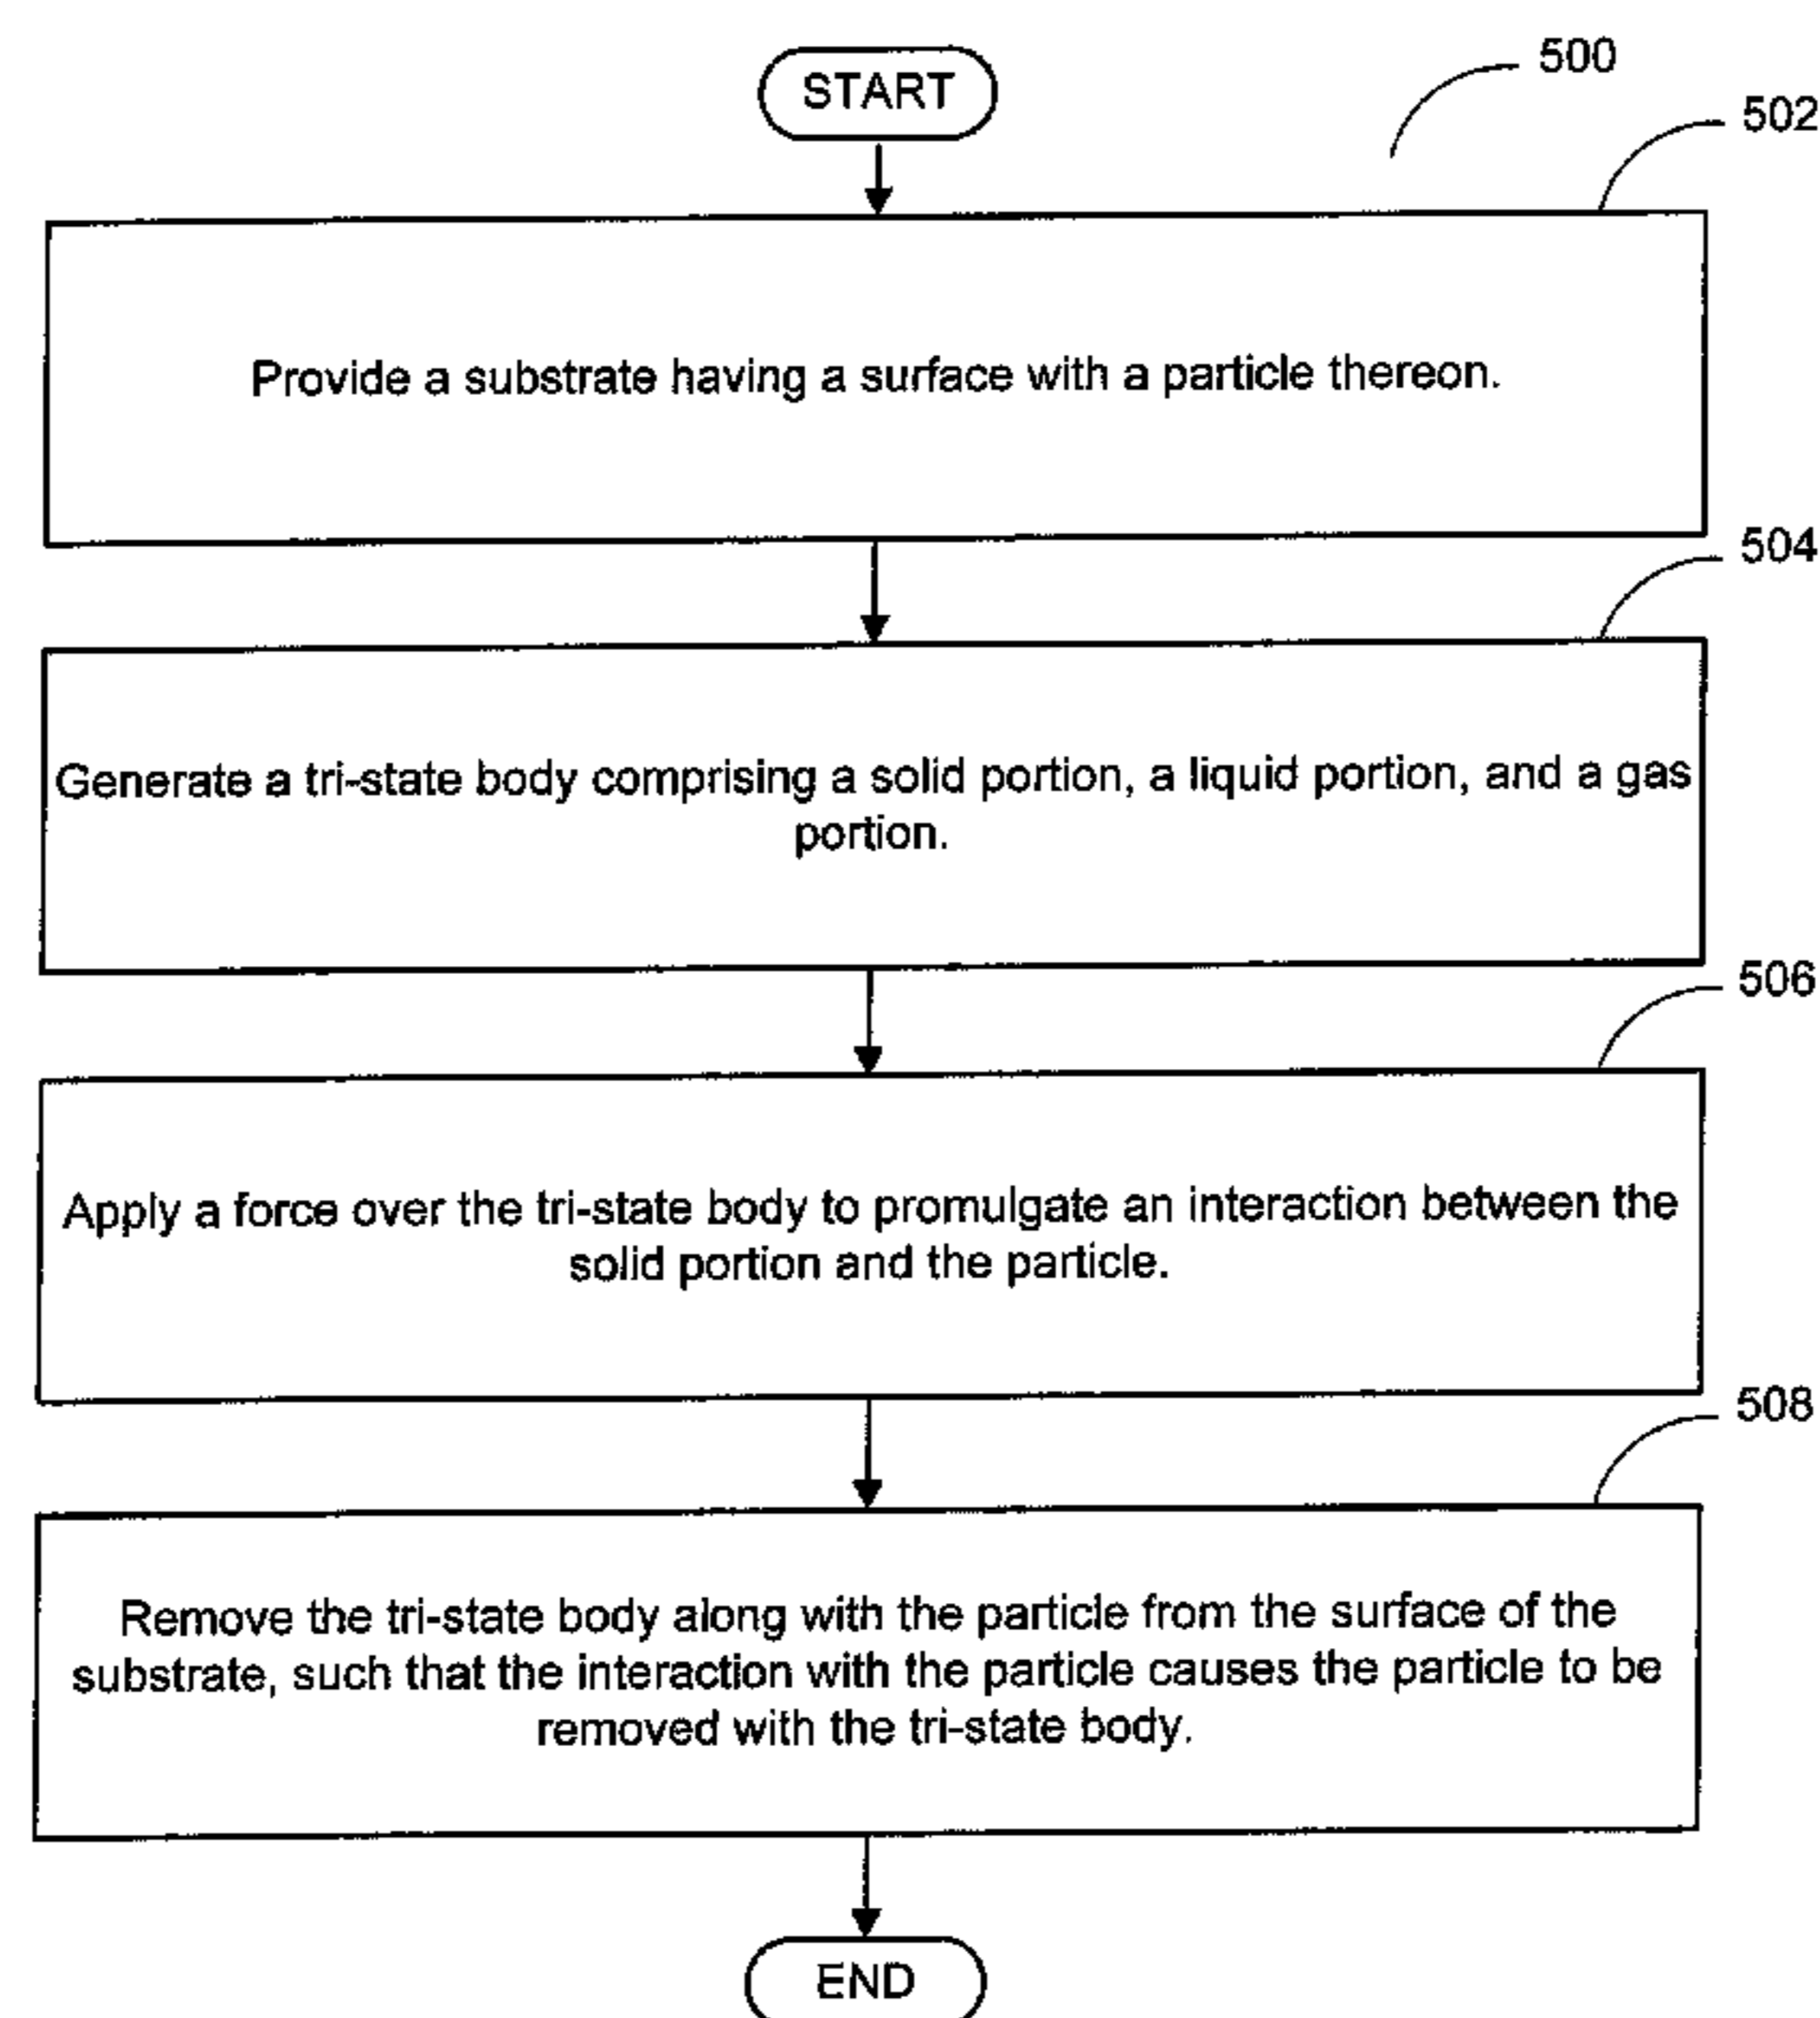 START
500
502
Provide a substrate having a surface with a particle thereon.
504
Generate a tri-state body comprising a solid portion, a liquid portion, and a gas
portion.
506
Apply a force over the tri-state body to promulgate an interaction between the
solid portion and the particle.
508
Remove the tri-state body along with the particle from the surface of the
substrate, such that the interaction with the particle causes the particle to be
removed with the tri-state body.
END